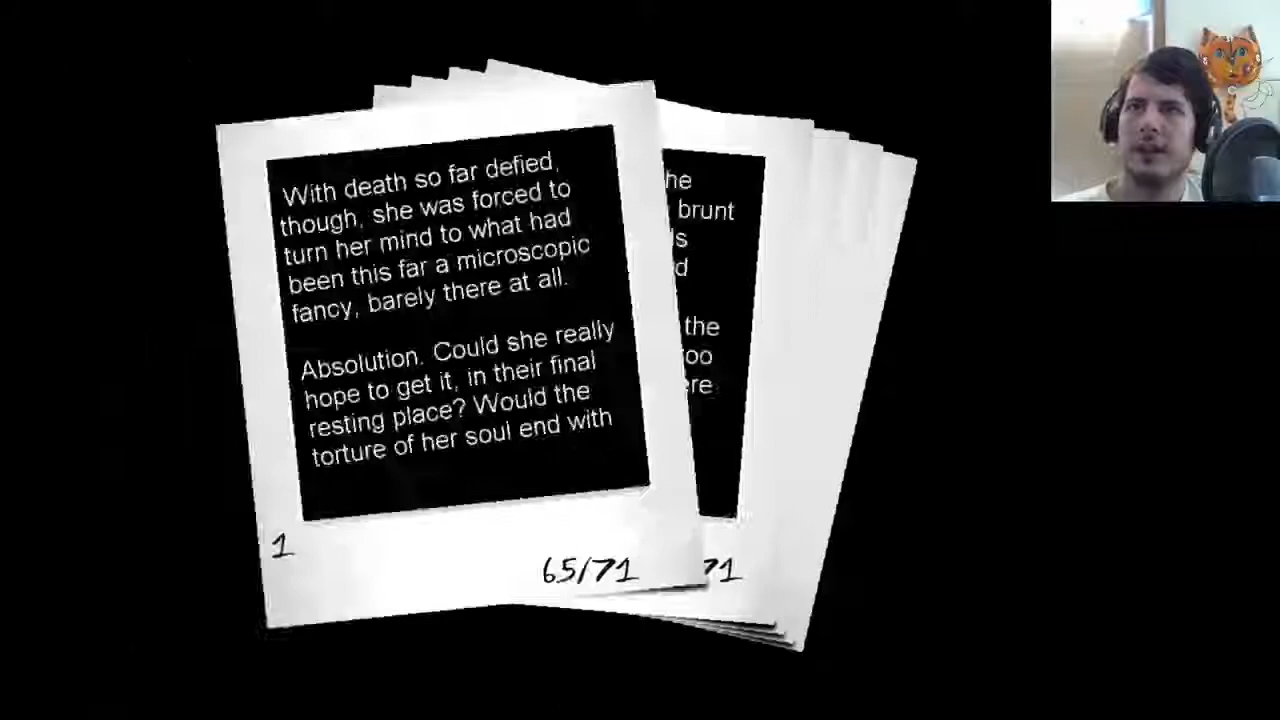 With death so far defied,
though, she was forced to
turn her mind to what had
been this far a microscopic
fancy, barely there at all.
Absolution. Could she really
hope to get it, in their final
resting place? Would the
torture of her soul end with
1
65/71
he
brunt
ls
d
the
oo
ere
71